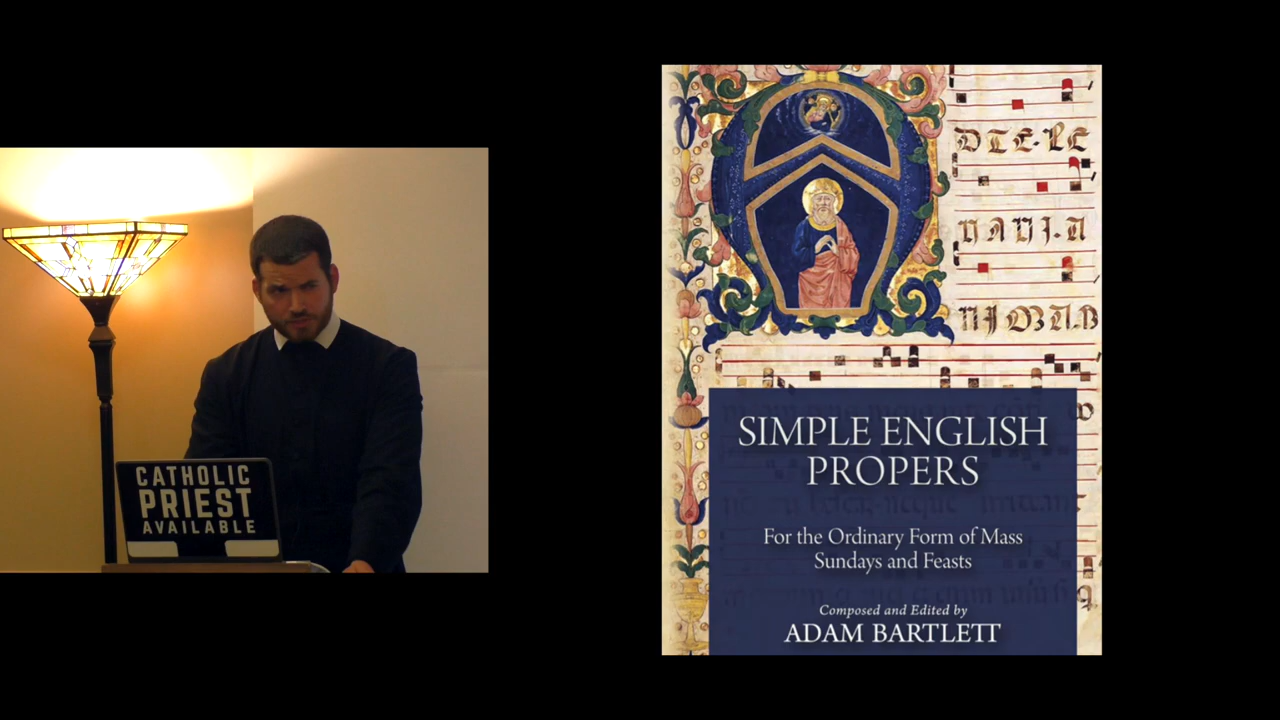 CATHOLIC
PRIEST
AVAILABLE
SIMPLE ENGLISH
PROPERS
For the Ordinary Form of Mass
Sundays and Feasts
Composed and Edited by
ADAM BARTLETT